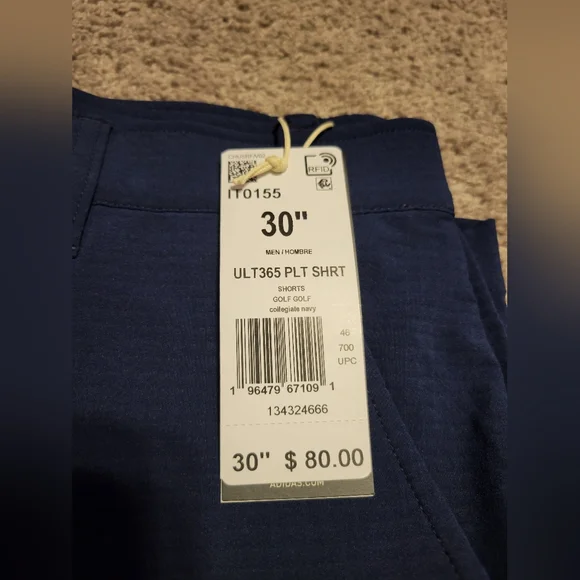 RFID
IT0155
30"
MEN / HOMBRE
ULT365 PLT SHRT
SHORTS
GOLF GOLF
collegiate navy
46
700
UPC
1 96479 67109 1
134324666
30" $ 80.00
ADIDAS.COM